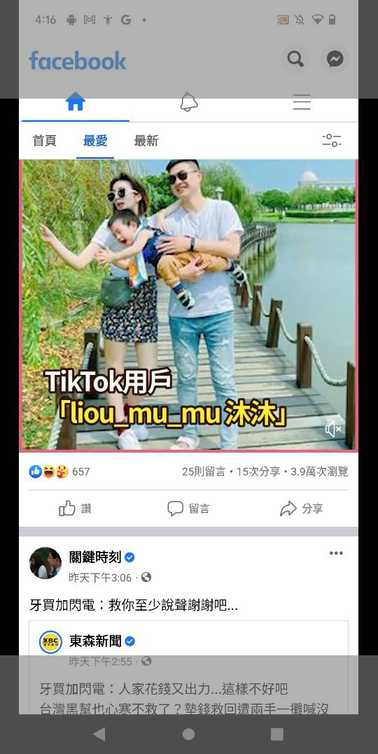 4:16
facebook
首頁 最愛 最新
TikTok用戶
「liou_mu_mu 沐沐」
657 25則留言·15次分享·3.9萬次瀏覽
讚 留言 分享
關鍵時刻
昨天下午3:06 ·
牙買加閃電：救你至少說聲謝謝吧...
東森新聞
昨天下午2:55 ·
牙買加閃電：人家花錢又出力...這樣不好吧
台灣黑幫也心寒不救了？墊錢救回遭兩手一攤喊沒